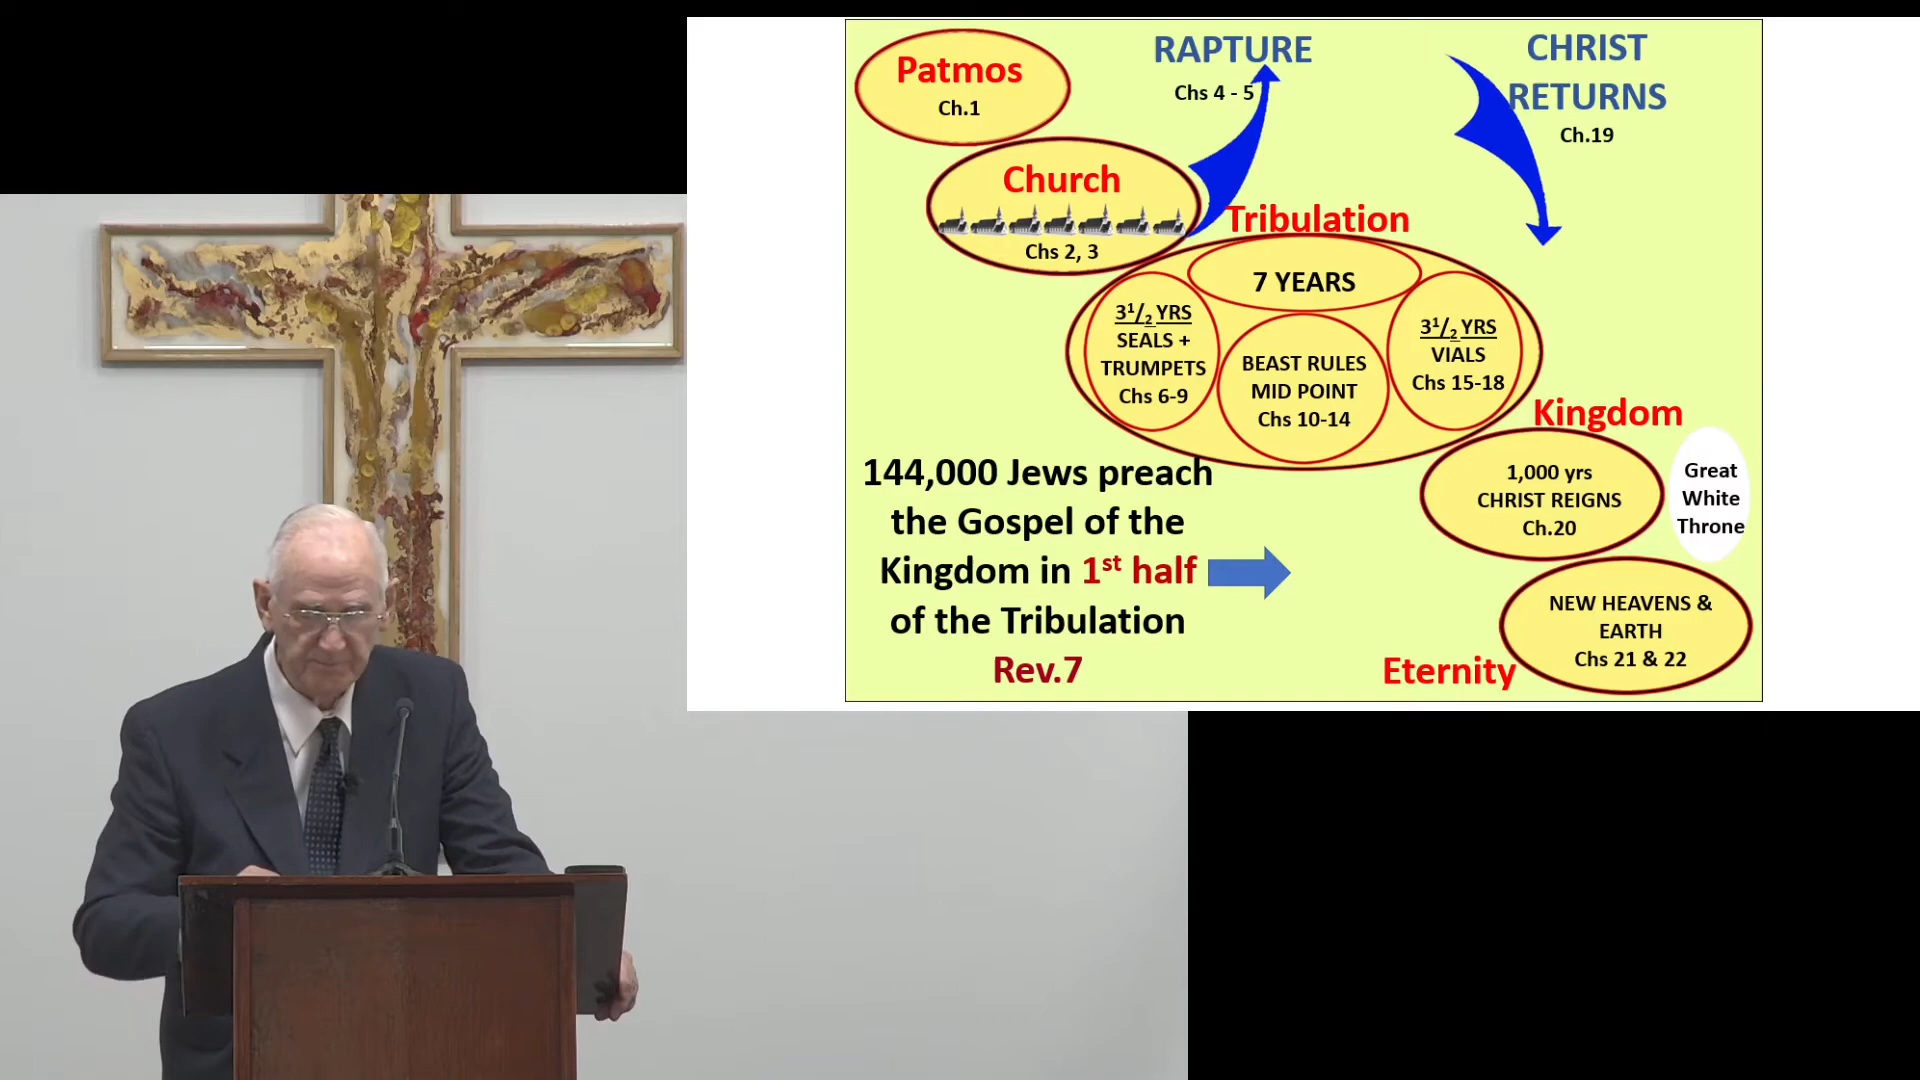 Patmos
Ch.1
RAPTURE
Chs 4 - 5
CHRIST
RETURNS
Ch.19
Church
Chs 2, 3
Tribulation
7 YEARS
3¹/₂ YRS
SEALS +
TRUMPETS
Chs 6-9
BEAST RULES
MID POINT
Chs 10-14
3¹/₂ YRS
VIALS
Chs 15-18
Kingdom
1,000 yrs
CHRIST REIGNS
Ch.20
Great
White
Throne
144,000 Jews preach
the Gospel of the
Kingdom in 1st half
of the Tribulation
Rev.7
NEW HEAVENS &
EARTH
Chs 21 & 22
Eternity